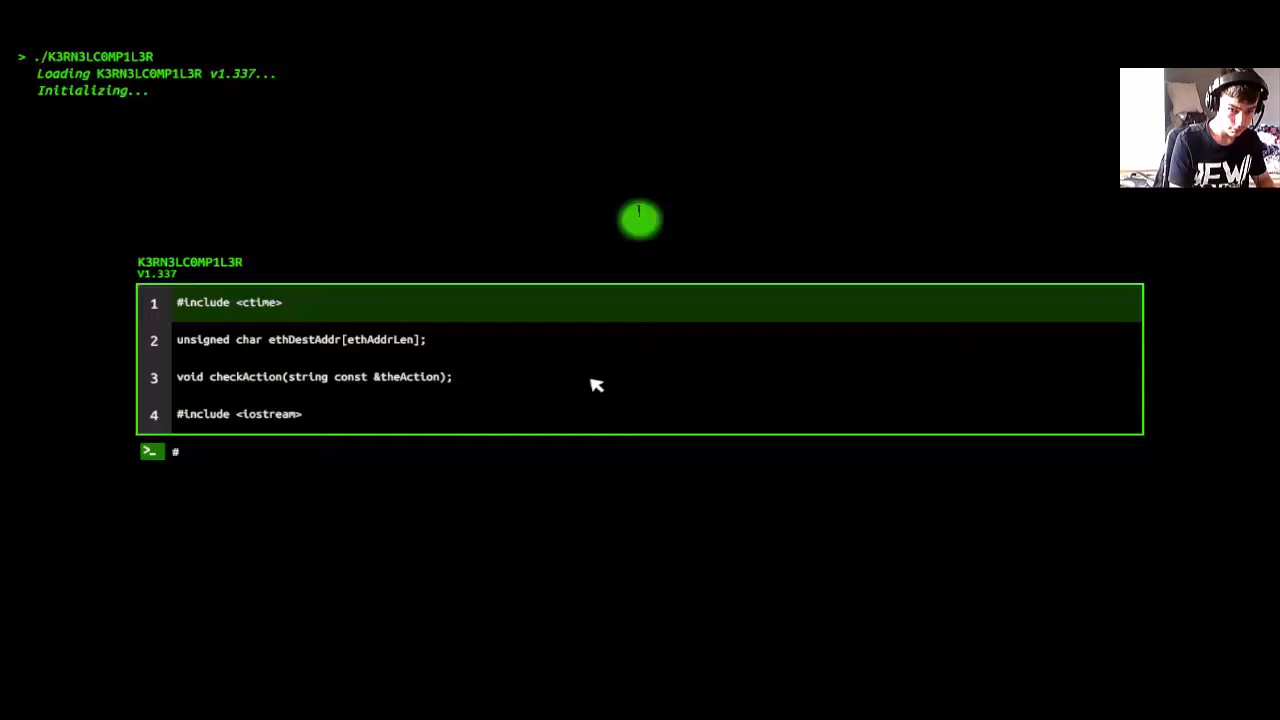 > ./K3RN3LC0MP1L3R
Loading K3RN3LC0MP1L3R v1.337...
Initializing...
!
K3RN3LC0MP1L3R
V1.337
1 #include <ctime>
2 unsigned char ethDestAddr[ethAddrLen];
3 void checkAction(string const &theAction);
4 #include <iostream>
>_ #